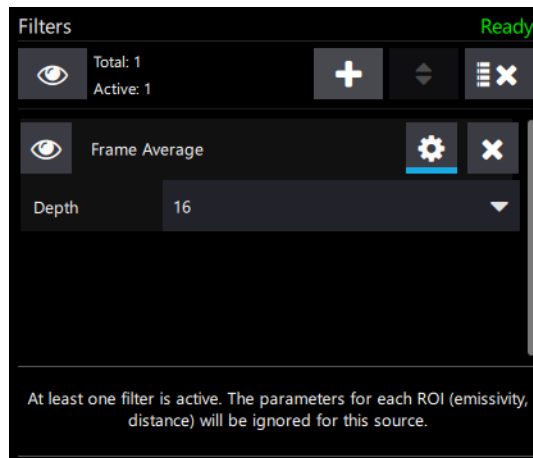 Filters
Ready
Total: 1
Active: 1
Frame Average
Depth
16
At least one filter is active. The parameters for each ROI (emissivity,
distance) will be ignored for this source.